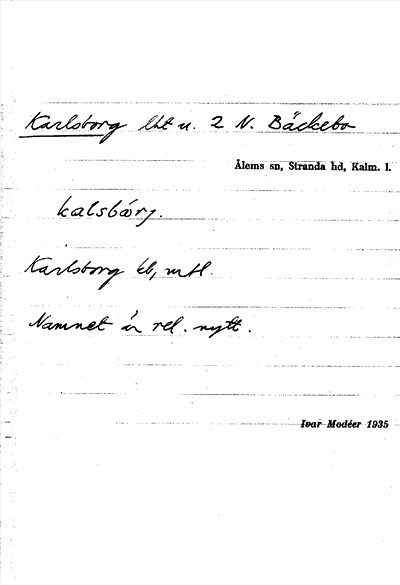 Karlsborg lht u. 2 N. Bäckebo
Ålems sn, Stranda hd, Kalm. l.
kalsbårj.
Karlsborg kb, mtl.
Namnet är rel. nytt.
Ivar Modéer 1935